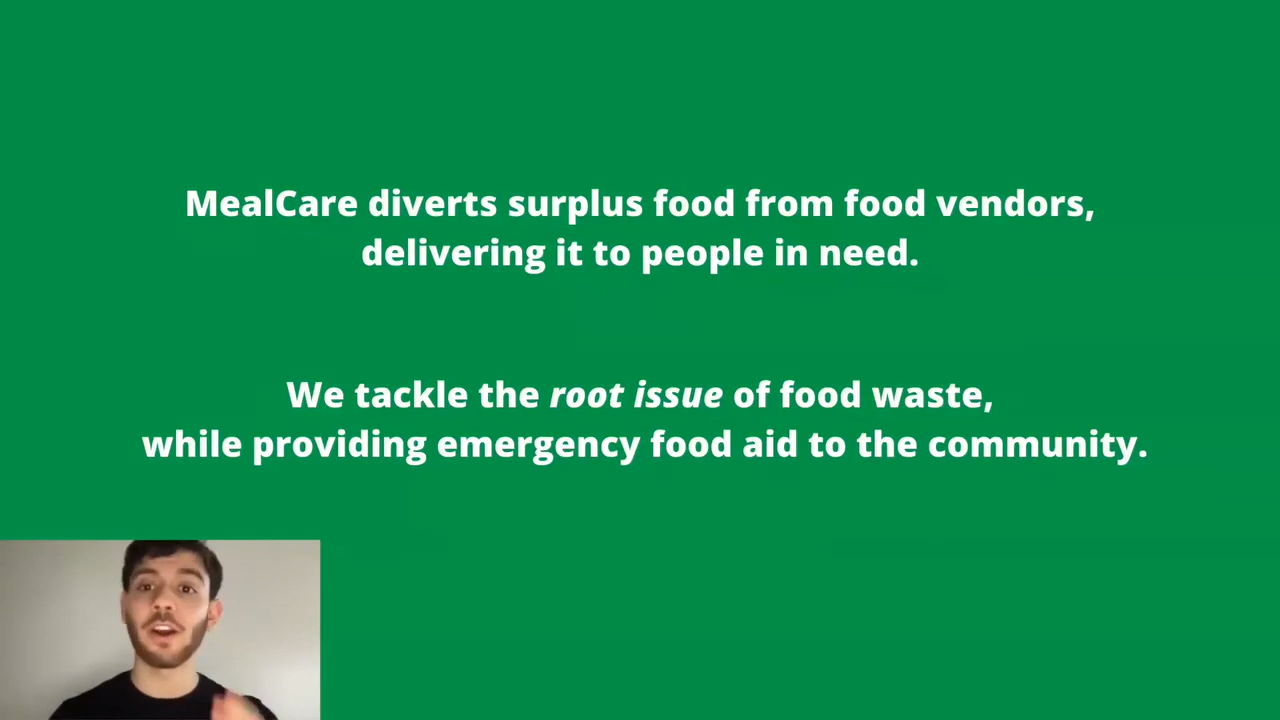 MealCare diverts surplus food from food vendors,
delivering it to people in need.
We tackle the root issue of food waste,
while providing emergency food aid to the community.